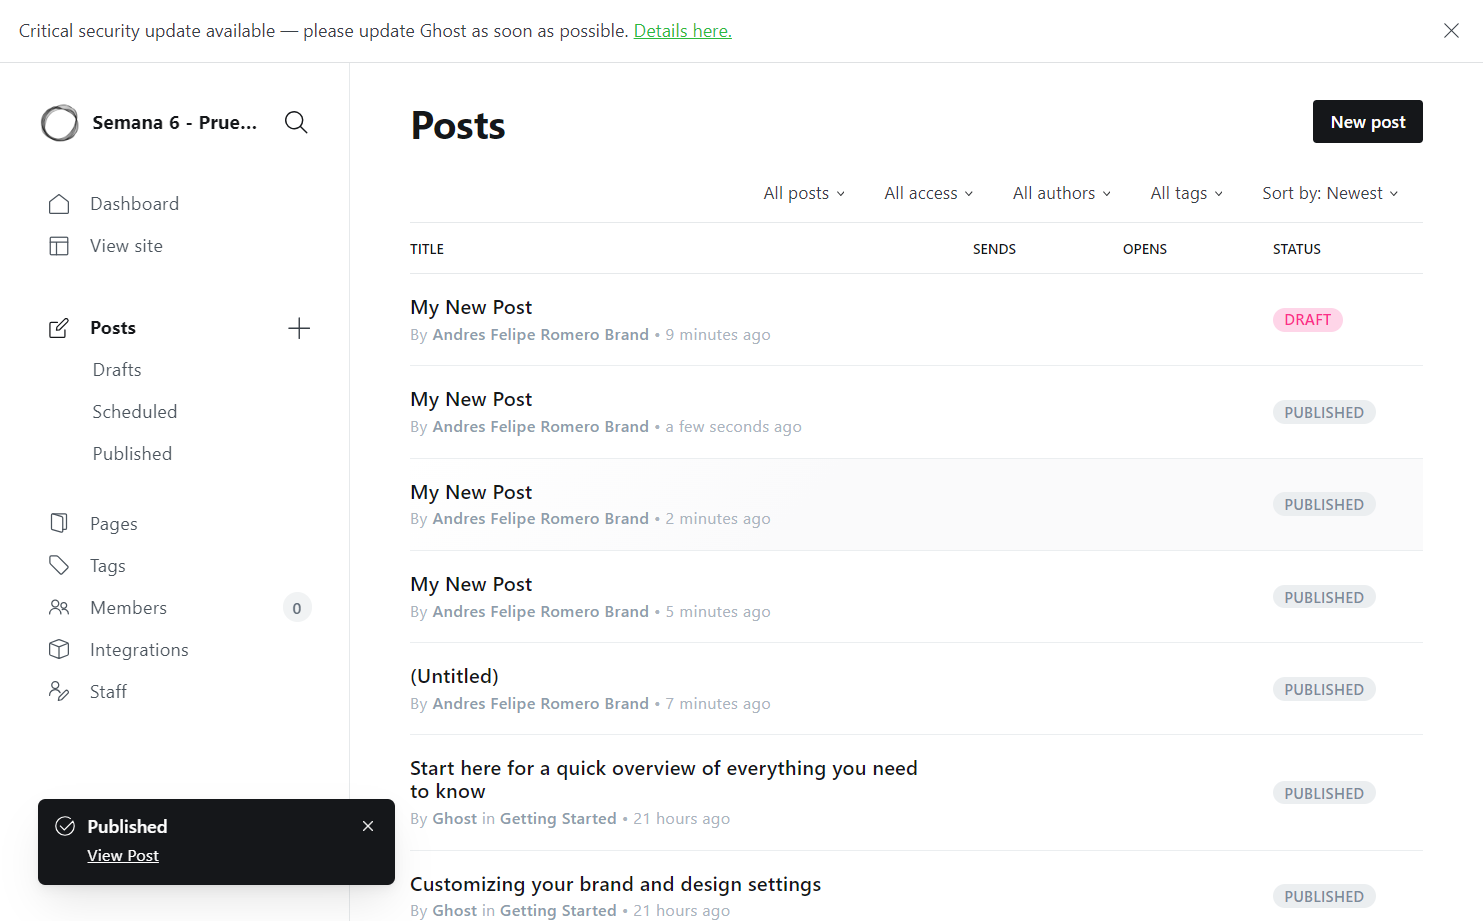 Critical security update available — please update Ghost as soon as possible. Details here.
Semana 6 - Prue...
Dashboard
View site
Posts
Drafts
Scheduled
Published
Pages
Tags
Members 0
Integrations
Staff
Published
View Post
Posts
New post
All posts All access All authors All tags Sort by: Newest
TITLE SENDS OPENS STATUS
My New Post
By Andres Felipe Romero Brand • 9 minutes ago
DRAFT
My New Post
By Andres Felipe Romero Brand • a few seconds ago
PUBLISHED
My New Post
By Andres Felipe Romero Brand • 2 minutes ago
PUBLISHED
My New Post
By Andres Felipe Romero Brand • 5 minutes ago
PUBLISHED
(Untitled)
By Andres Felipe Romero Brand • 7 minutes ago
PUBLISHED
Start here for a quick overview of everything you need
to know
By Ghost in Getting Started • 21 hours ago
PUBLISHED
Customizing your brand and design settings
By Ghost in Getting Started • 21 hours ago
PUBLISHED